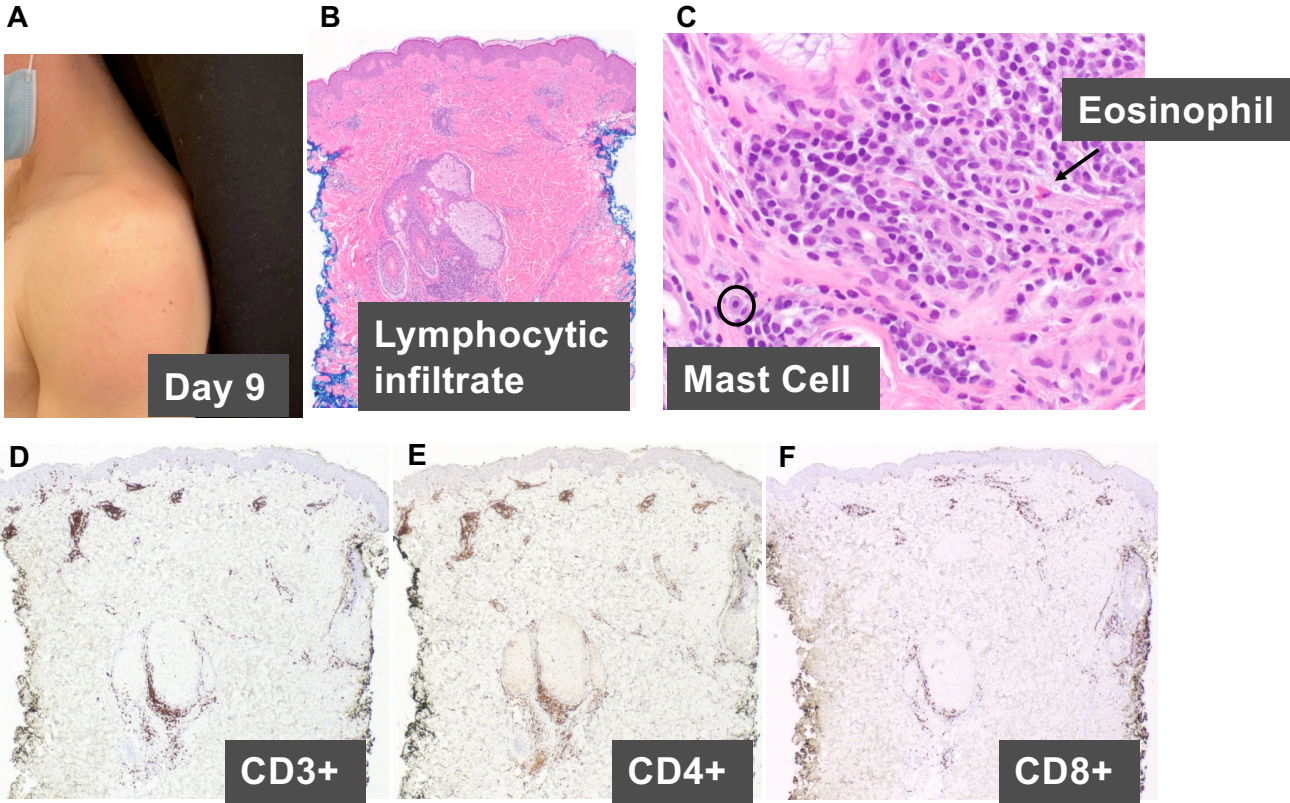 A
B
C
Day 9
Lymphocytic
infiltrate
Eosinophil
Mast Cell
D
E
F
CD3+
CD4+
CD8+